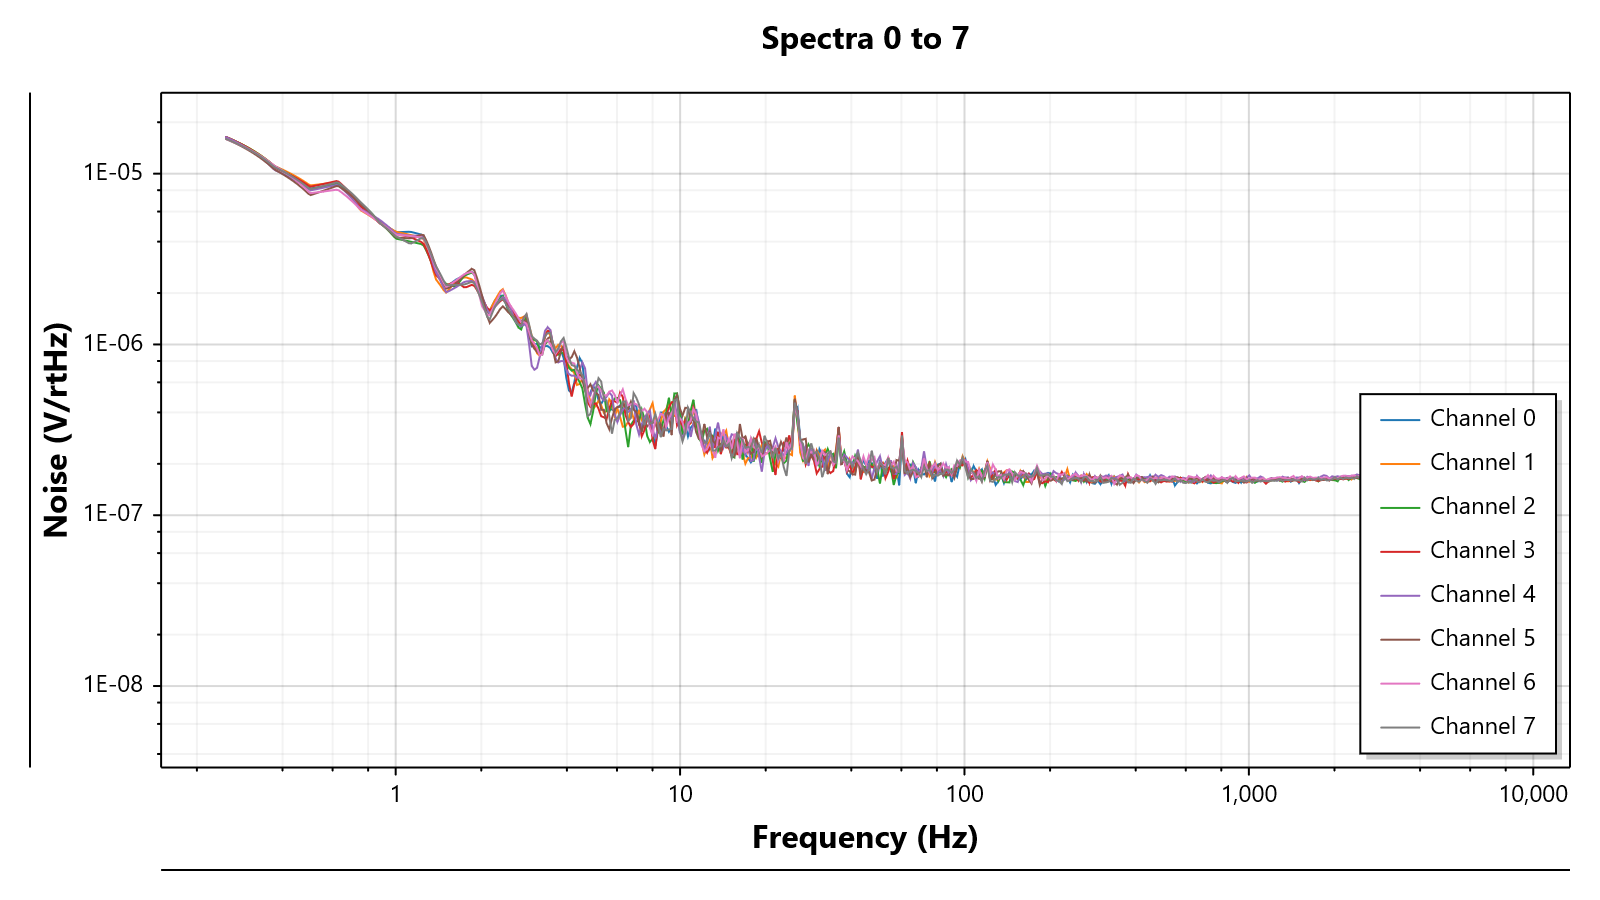 Spectra 0 to 7
Noise (V/rtHz)
1E-05
1E-06
1E-07
1E-08
Channel 0
Channel 1
Channel 2
Channel 3
Channel 4
Channel 5
Channel 6
Channel 7
1 10 100 1,000 10,000
Frequency (Hz)